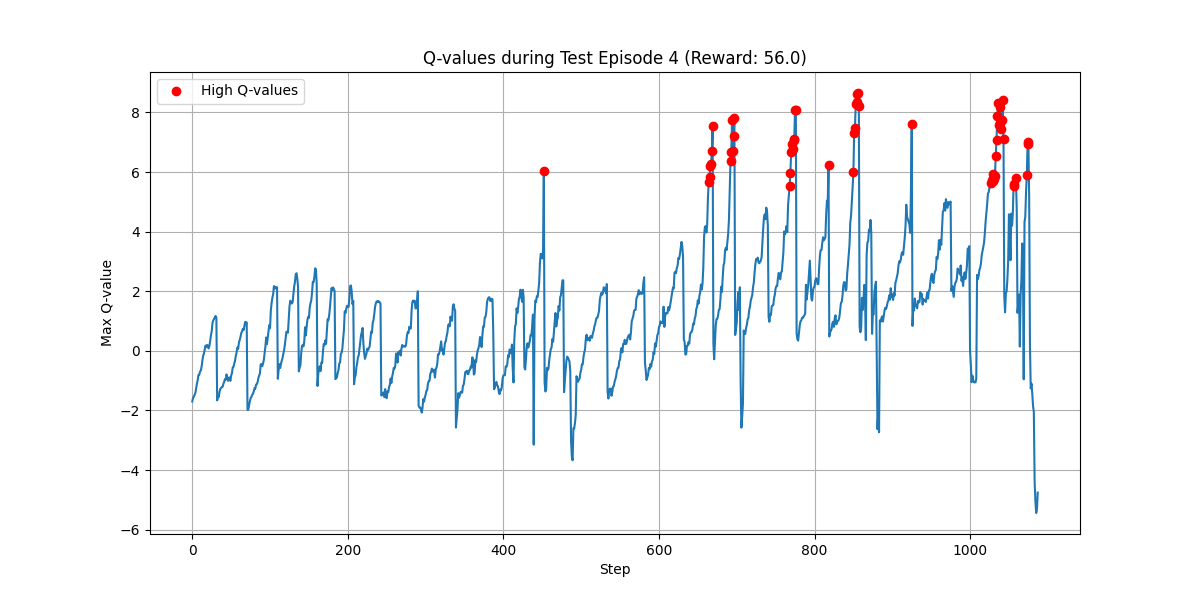 Q-values during Test Episode 4 (Reward: 56.0)
High Q-values
Max Q-value
8
6
4
2
0
−2
−4
−6
0 200 400 600 800 1000
Step